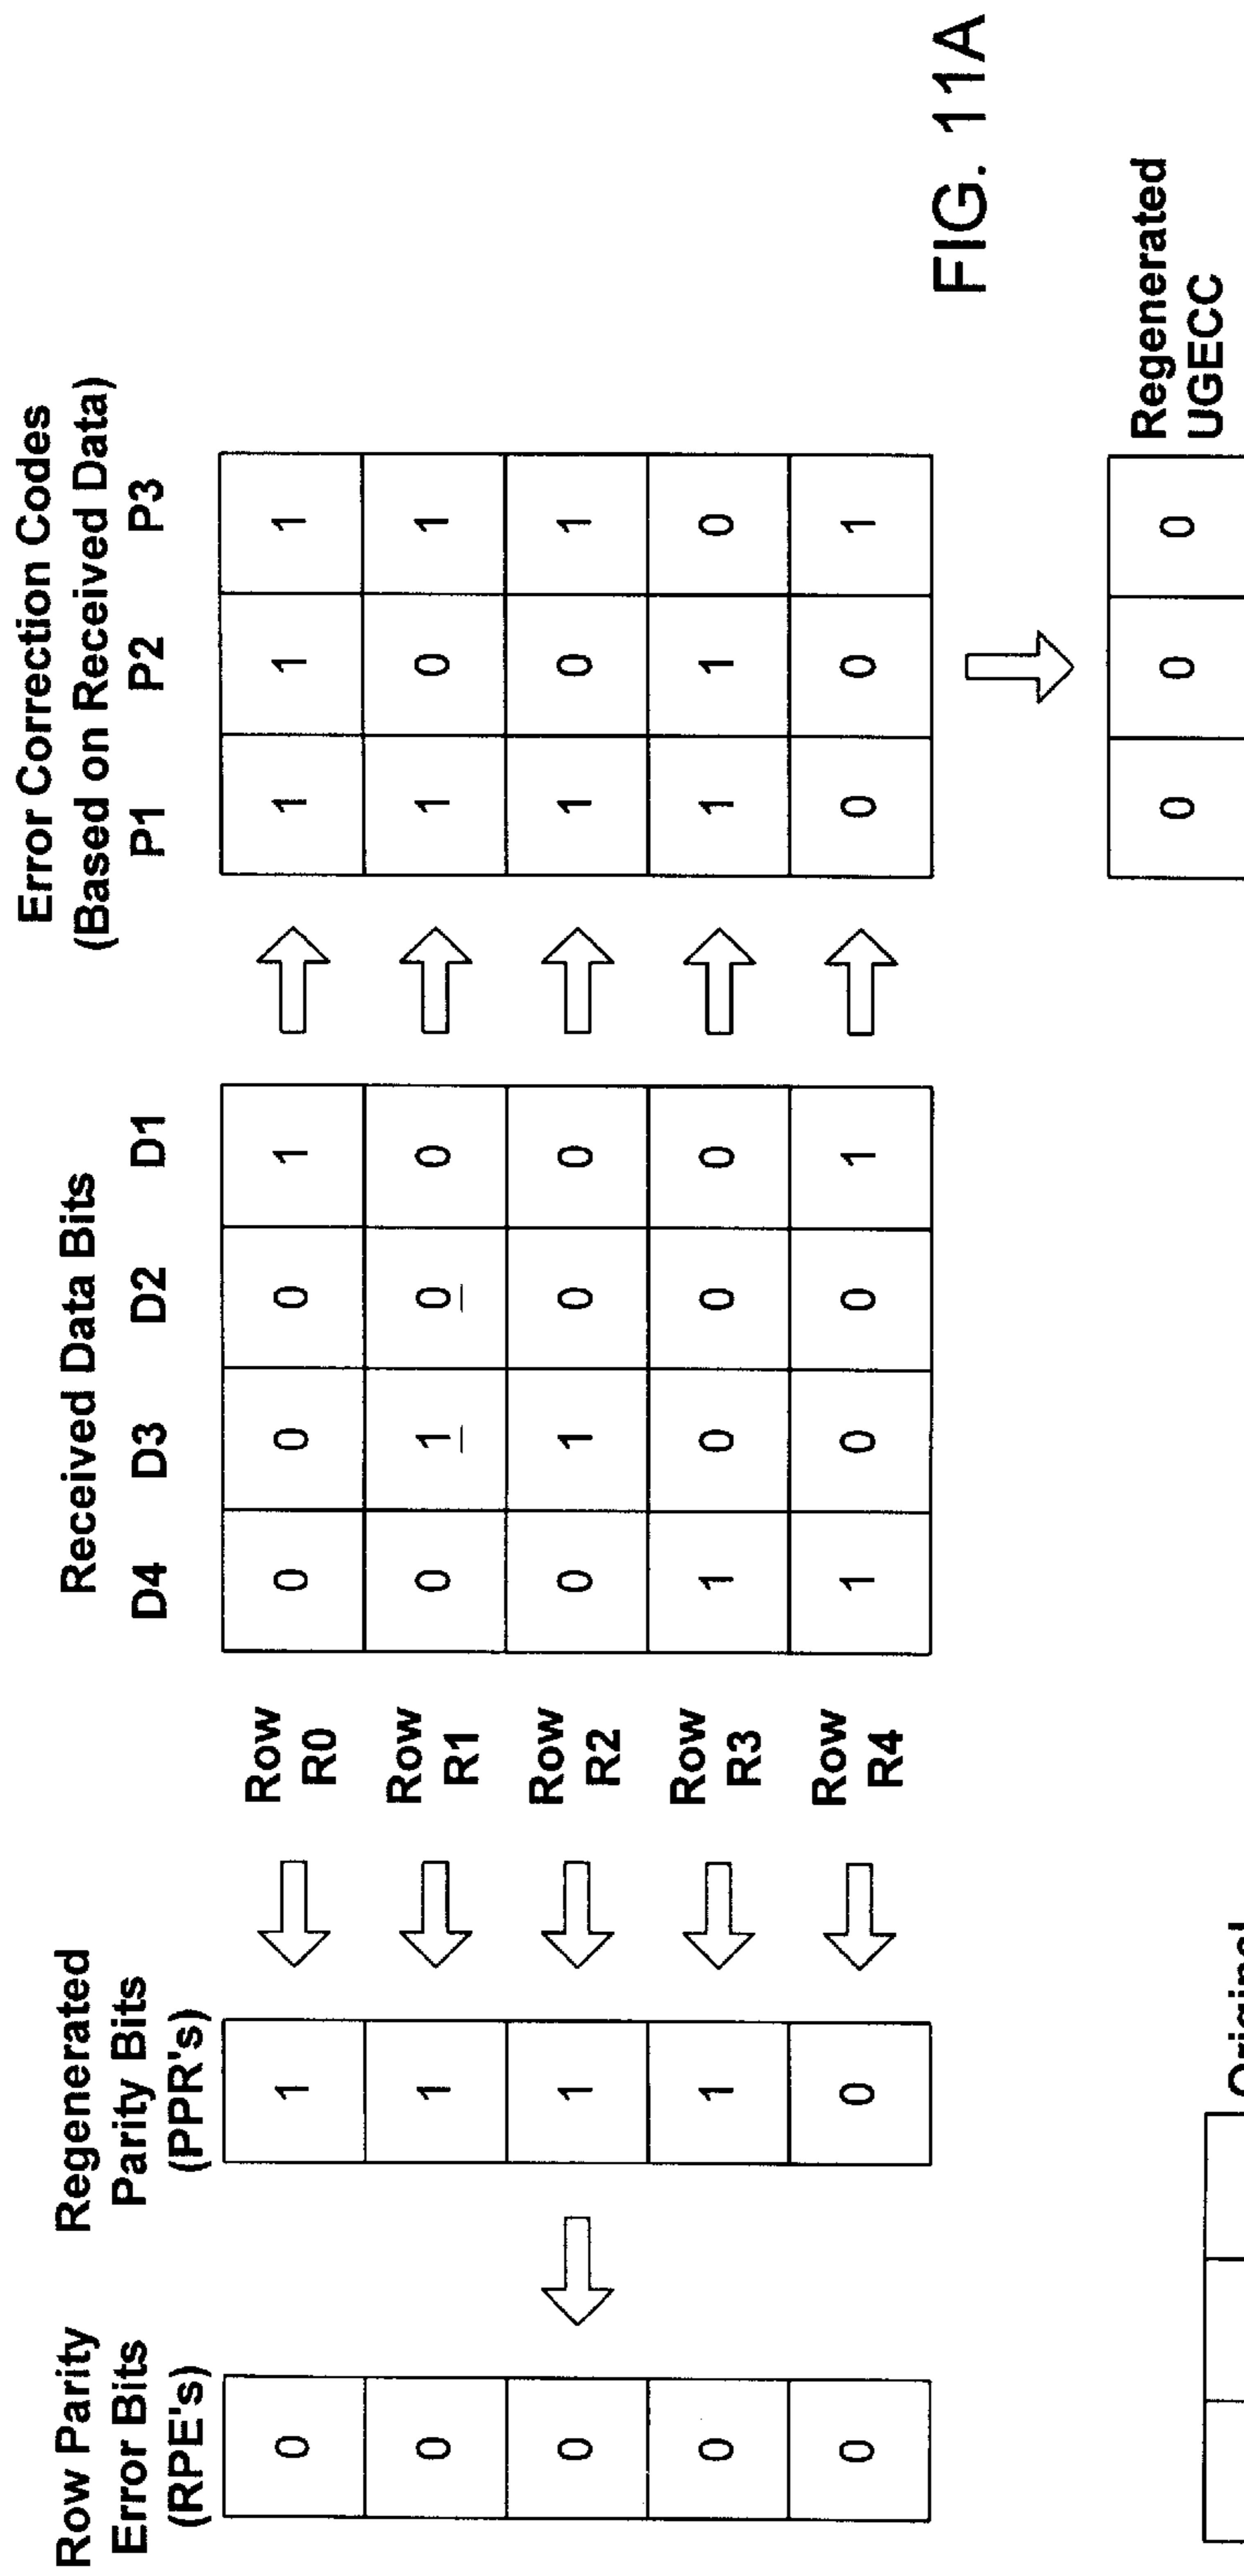 Row Parity
Error Bits
(RPE's)
Regenerated
Parity Bits
(PPR's)
Received Data Bits
D4 D3 D2 D1
Error Correction Codes
(Based on Received Data)
P1 P2 P3
0 1 Row R0 0 0 0 1 1 1 1
0 1 Row R1 0 1 0 0 1 0 1
0 1 Row R2 0 1 0 0 1 0 1
0 1 Row R3 1 0 0 0 1 1 0
0 0 Row R4 1 0 0 1 0 0 1
FIG. 11A
0 0 0
Regenerated
UGECC
Original